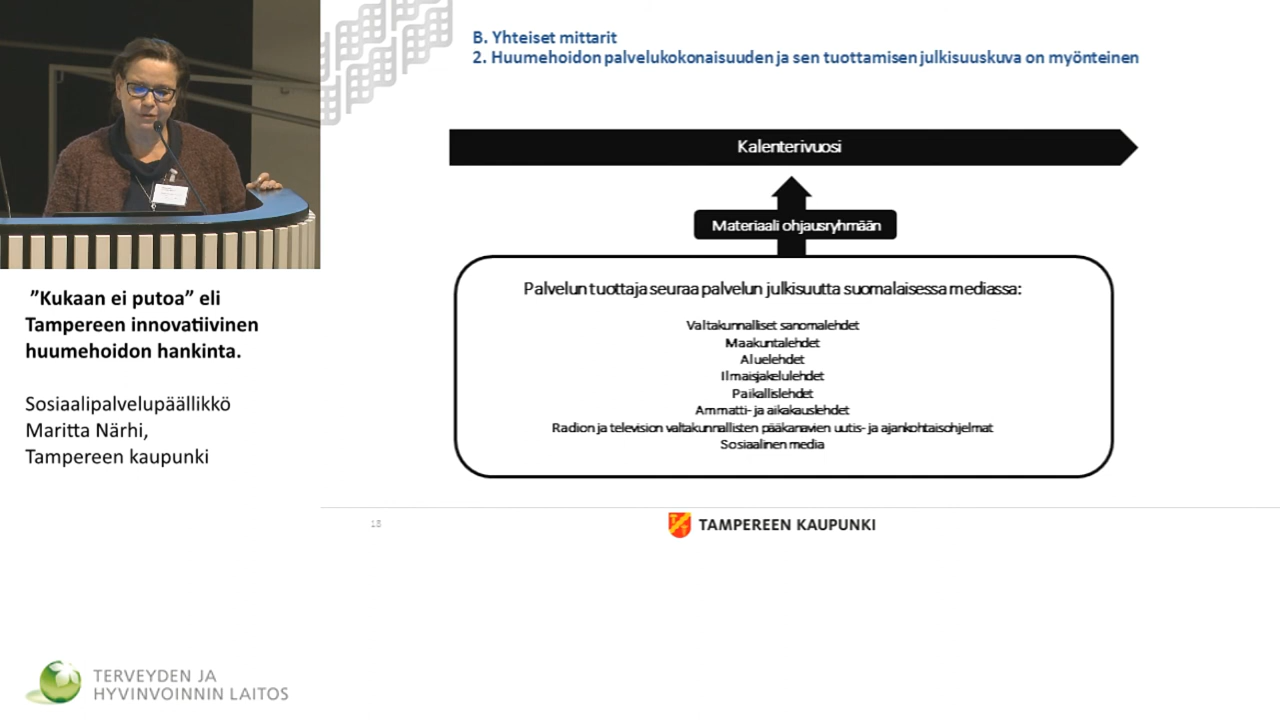 B. Yhteiset mittarit
2. Huumehoidon palvelukokonaisuuden ja sen tuottamisen julkisuuskuva on myönteinen
Kalenterivuosi
Materiaali ohjausryhmään
Palvelun tuottaja seuraa palvelun julkisuutta suomalaisessa mediassa:
Valtakunnalliset sanomalehdet
Maakuntalehdet
Aluelehdet
Ilmaisjakelulehdet
Paikallislehdet
Ammatti- ja aikakauslehdet
Radion ja television valtakunnallisten pääkanavien uutis- ja ajankohtaisohjelmat
Sosiaalinen media
15
TAMPEREEN KAUPUNKI
”Kukaan ei putoa” eli
Tampereen innovatiivinen
huumehoidon hankinta.
Sosiaalipalvelupäällikkö
Maritta Närhi,
Tampereen kaupunki
TERVEYDEN JA
HYVINVOINNIN LAITOS